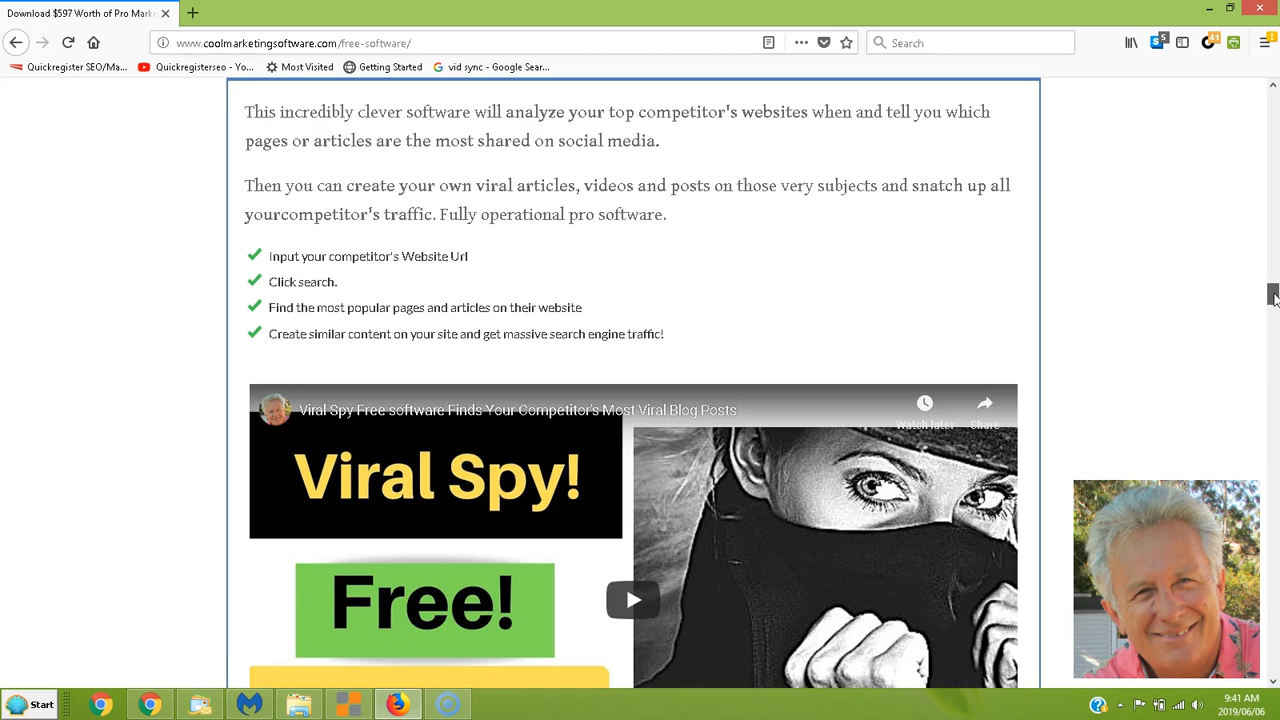 Download $597 Worth of Pro Marke
www.coolmarketingsoftware.com/free-software/
Search
5
41
1
Quickregister SEO/Ma...
Quickregisterseo - Yo...
Most Visited
Getting Started
vid sync - Google Sear...
This incredibly clever software will analyze your top competitor's websites when and tell you which
pages or articles are the most shared on social media.
Then you can create your own viral articles, videos and posts on those very subjects and snatch up all
yourcompetitor's traffic. Fully operational pro software.
Input your competitor's Website Url
Click search.
Find the most popular pages and articles on their website
Create similar content on your site and get massive search engine traffic!
Viral Spy Free software Finds Your Competitor's Most Viral Blog Posts
Watch later
Share
Viral Spy!
Free!
Start
9:41 AM
2019/06/06